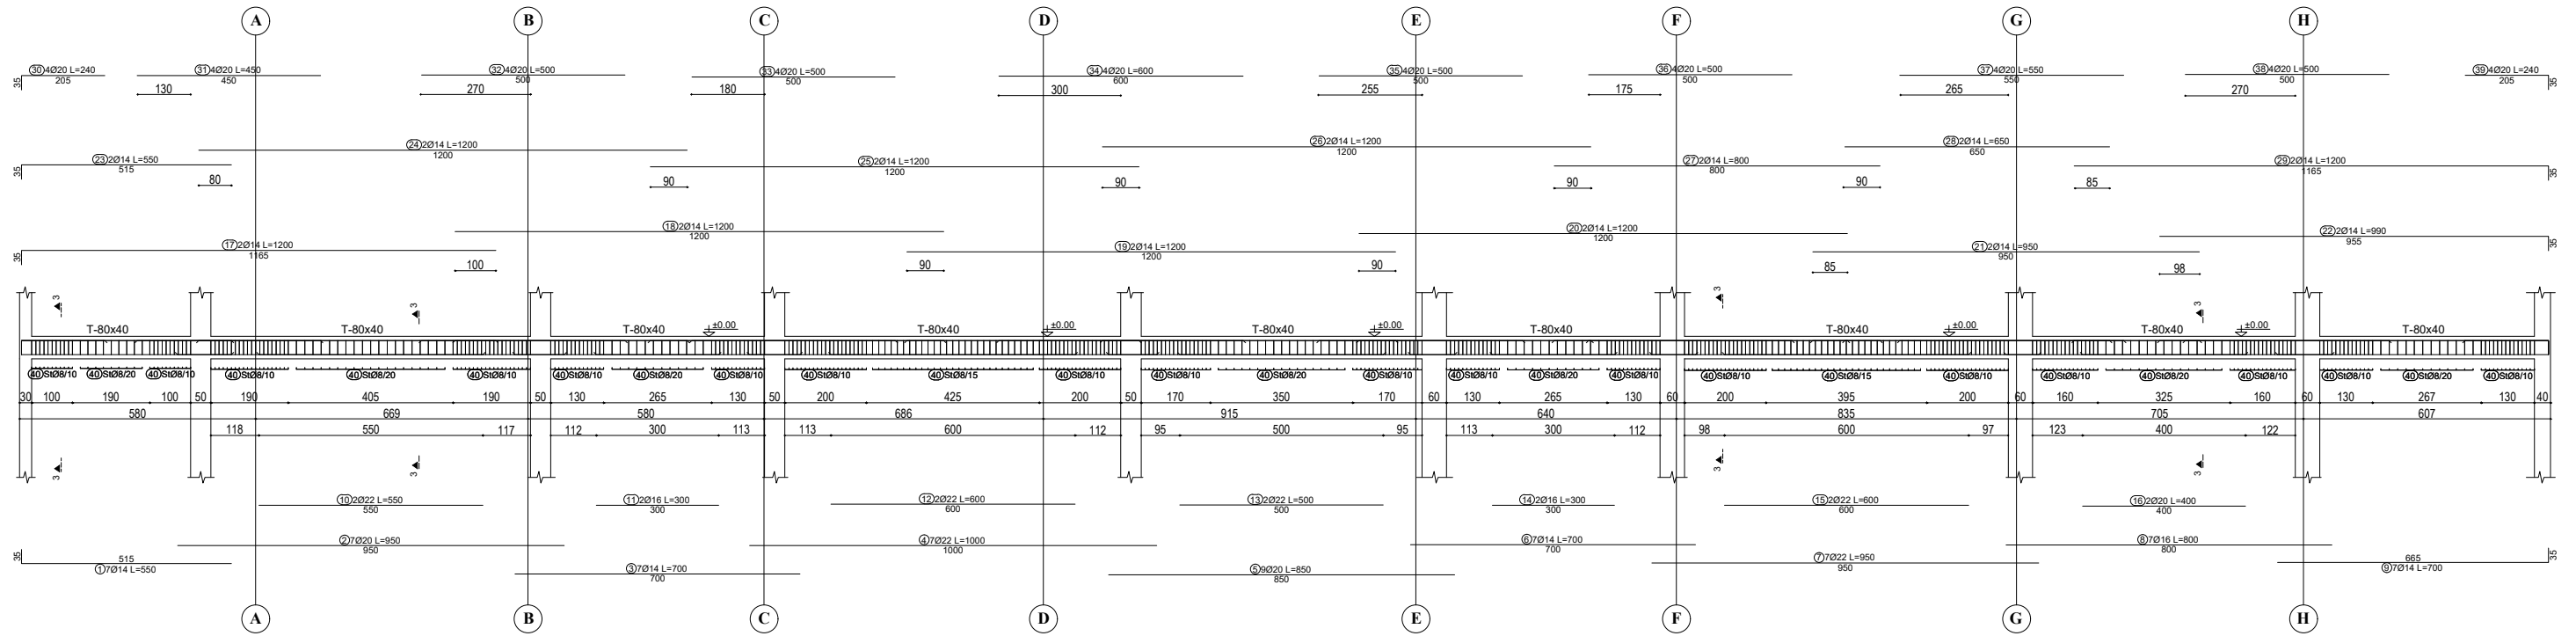 A B C D E F G H
30 4Ø20 L=240 31 4Ø20 L=450 32 4Ø20 L=500 33 4Ø20 L=500 34 4Ø20 L=600 35 4Ø20 L=500 36 4Ø20 L=500 37 4Ø20 L=550 38 4Ø20 L=500 39 4Ø20 L=240
35 205 450 500 500 600 500 500 550 500 205 35
130 270 180 300 255 175 265 270
24 2Ø14 L=1200 26 2Ø14 L=1200 28 2Ø14 L=650
1200 1200 650
23 2Ø14 L=550 25 2Ø14 L=1200 27 2Ø14 L=800 29 2Ø14 L=1200
35 515 1200 800 1165 35
80 90 90 90 90 85
18 2Ø14 L=1200 20 2Ø14 L=1200 22 2Ø14 L=990
1200 1200 955
17 2Ø14 L=1200 19 2Ø14 L=1200 21 2Ø14 L=950
35 1165 1200 950 35
100 90 90 85 98
3 3 3 3
T-80x40 T-80x40 T-80x40 ±0.00 T-80x40 ±0.00 T-80x40 ±0.00 T-80x40 T-80x40 ±0.00 T-80x40 ±0.00 T-80x40
40 StØ8/10 40 StØ8/20 40 StØ8/10 40 StØ8/10 40 StØ8/20 40 StØ8/10 40 StØ8/10 40 StØ8/20 40 StØ8/10 40 StØ8/10 40 StØ8/15 40 StØ8/10 40 StØ8/10 40 StØ8/20 40 StØ8/10 40 StØ8/10 40 StØ8/20 40 StØ8/10 40 StØ8/10 40 StØ8/15 40 StØ8/10 40 StØ8/10 40 StØ8/20 40 StØ8/10 40 StØ8/10 40 StØ8/20 40 StØ8/10
30 100 190 100 50 190 405 190 50 130 265 130 50 200 425 200 50 170 350 170 60 130 265 130 60 200 395 200 60 160 325 160 60 130 267 130 40
580 669 580 686 915 640 835 705 607
118 550 117 112 300 113 113 600 112 95 500 95 113 300 112 98 600 97 123 400 122
3 3 3 3
10 2Ø22 L=550 11 2Ø16 L=300 12 2Ø22 L=600 13 2Ø22 L=500 14 2Ø16 L=300 15 2Ø22 L=600 16 2Ø20 L=400
550 300 600 500 300 600 400
2 7Ø20 L=950 4 7Ø22 L=1000 6 7Ø14 L=700 8 7Ø16 L=800
950 1000 700 800
35 515 665 35
1 7Ø14 L=550 3 7Ø14 L=700 5 9Ø20 L=850 7 7Ø22 L=950 9 7Ø14 L=700
700 850 950
A B C D E F G H